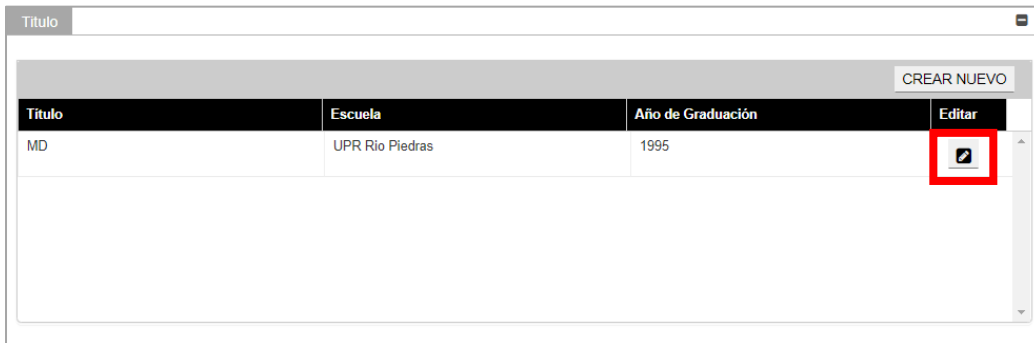 Título
CREAR NUEVO
Título Escuela Año de Graduación Editar
MD UPR Rio Piedras 1995